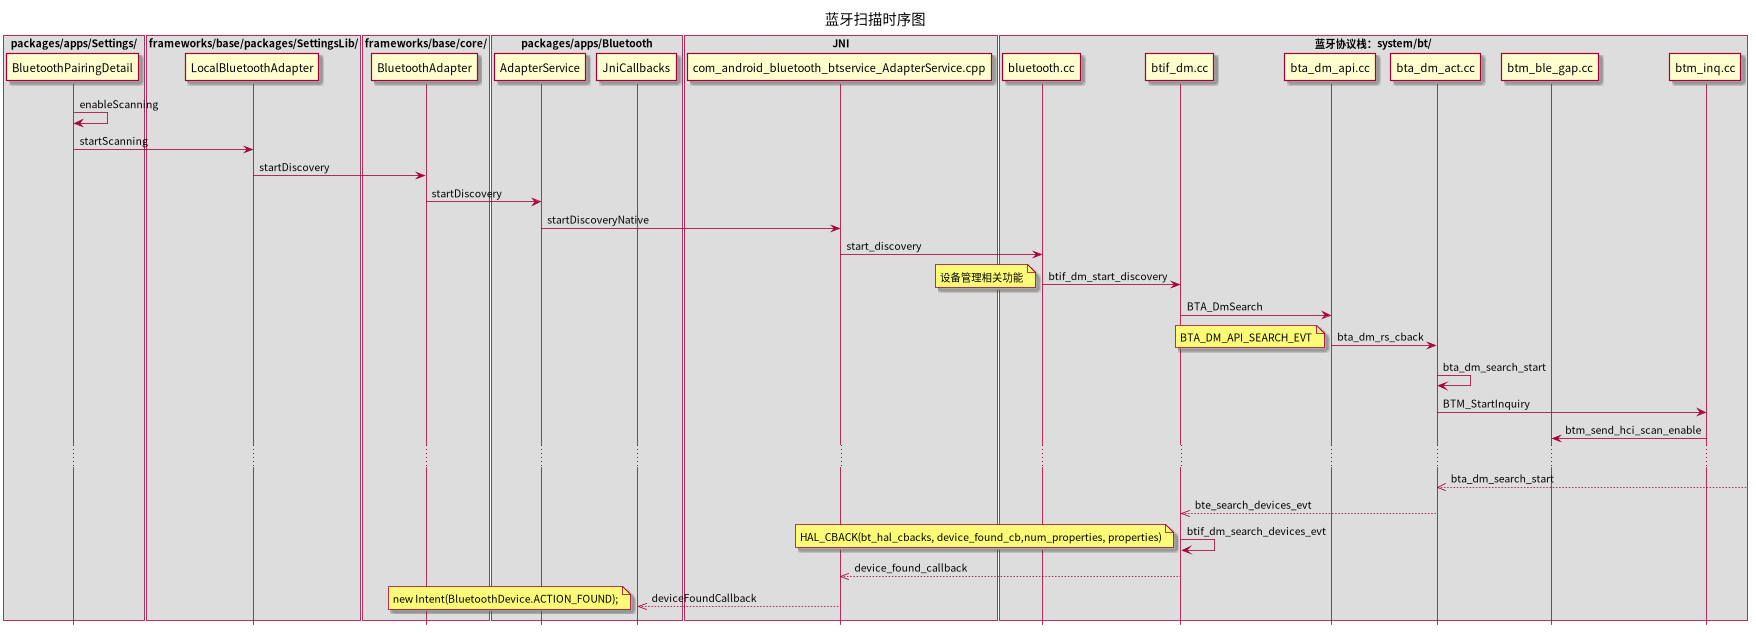 蓝牙扫描时序图
packages/apps/Settings/
frameworks/base/packages/SettingsLib/
frameworks/base/core/
packages/apps/Bluetooth
JNI
蓝牙协议栈：system/bt/
BluetoothPairingDetail
LocalBluetoothAdapter
BluetoothAdapter
AdapterService
JniCallbacks
com_android_bluetooth_btservice_AdapterService.cpp
bluetooth.cc
btif_dm.cc
bta_dm_api.cc
bta_dm_act.cc
btm_ble_gap.cc
btm_inq.cc
enableScanning
startScanning
startDiscovery
startDiscovery
startDiscoveryNative
start_discovery
设备管理相关功能
btif_dm_start_discovery
BTA_DmSearch
BTA_DM_API_SEARCH_EVT
bta_dm_rs_cback
bta_dm_search_start
BTM_StartInquiry
btm_send_hci_scan_enable
bta_dm_search_start
bte_search_devices_evt
HAL_CBACK(bt_hal_cbacks, device_found_cb,num_properties, properties)
btif_dm_search_devices_evt
device_found_callback
new Intent(BluetoothDevice.ACTION_FOUND);
deviceFoundCallback